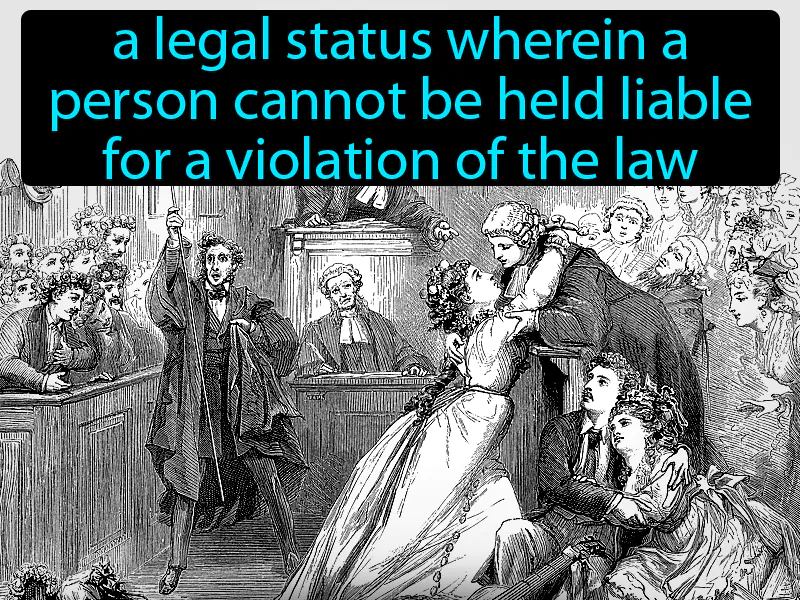 a legal status wherein a
person cannot be held liable
for a violation of the law